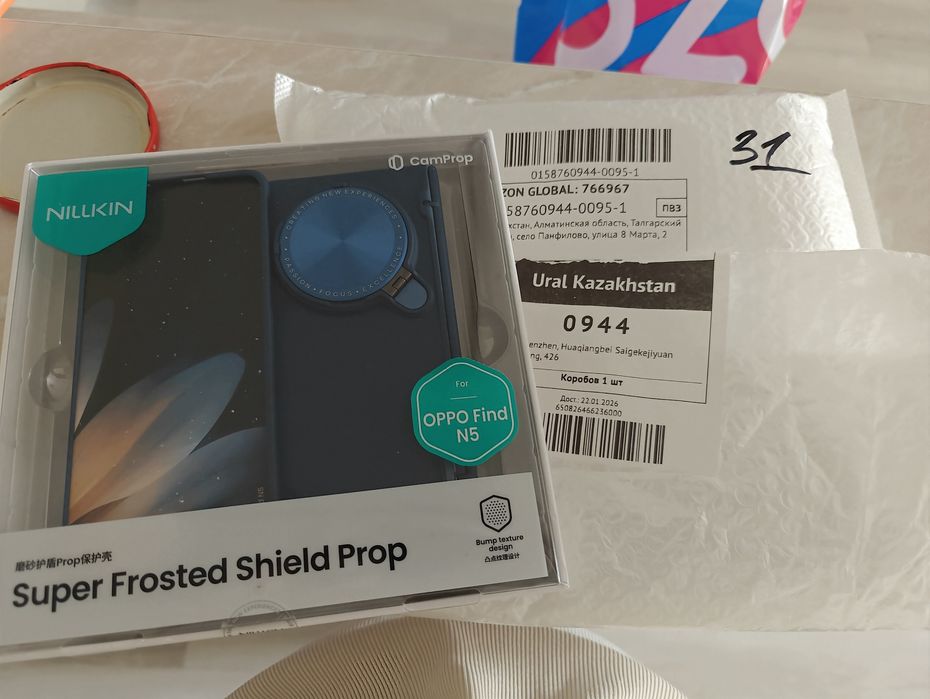 CamProp
NILLKIN
CREATING NEW EXPERIENCES
PASSION • FOCUS • EXCELLENCE
For
OPPO Find
N5
N5
Bump texture
design
凸点纹理设计
磨砂护盾Prop保护壳
Super Frosted Shield Prop
31
0158760944-0095-1
ZON GLOBAL: 766967
58760944-0095-1
ПВЗ
хстан, Алматинская область, Талгарский
село Панфилово, улица 8 Марта, 2
Ural Kazakhstan
0944
enzhen, Huaqiangbei Saigekejiyuan
ng, 426
Коробов 1 шт
Дост.: 22.01.2026
650826466236000